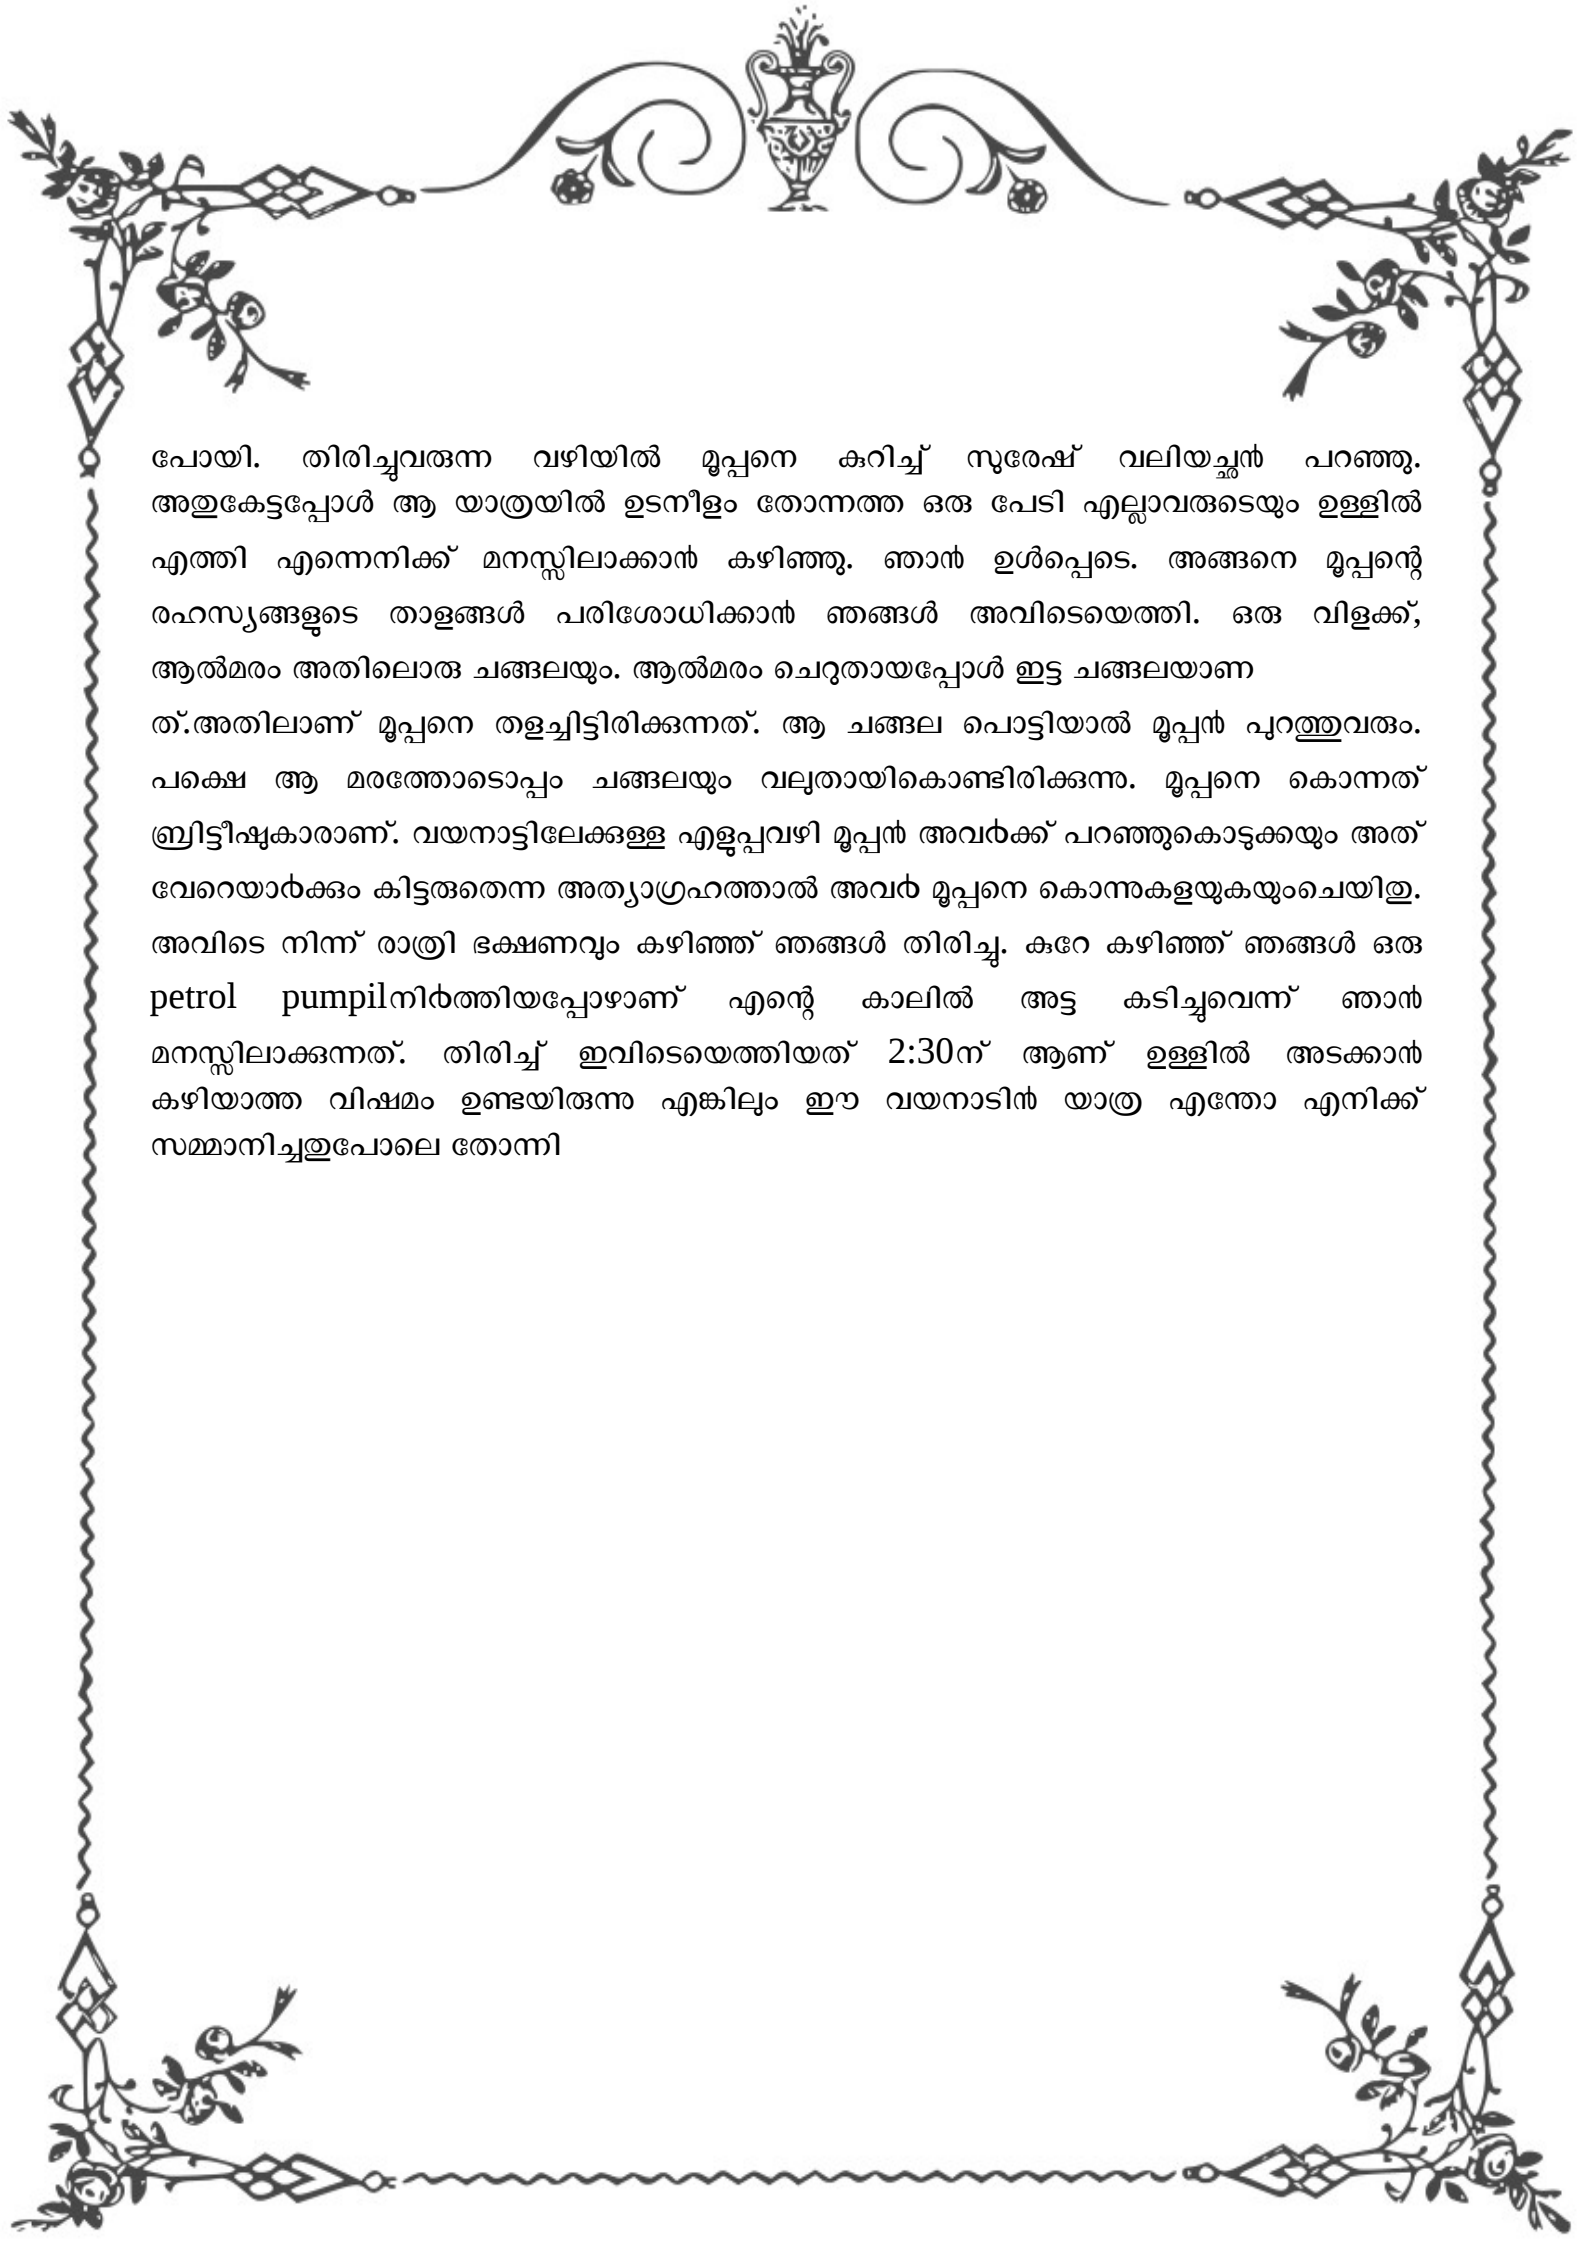 പോയി. തിരിച്ചുവരുന്ന വഴിയിൽ മൂപ്പനെ കുറിച്ച് സുരേഷ് വലിയച്ഛൻ പറഞ്ഞു.
അതുകേട്ടപ്പോൾ ആ യാത്രയിൽ ഉടനീളം തോന്നത്ത ഒരു പേടി എല്ലാവരുടെയും ഉള്ളിൽ
എത്തി എന്നെനിക്ക് മനസ്സിലാക്കാൻ കഴിഞ്ഞു. ഞാൻ ഉൾപ്പെടെ. അങ്ങനെ മൂപ്പന്റെ
രഹസ്യങ്ങളുടെ താളങ്ങൾ പരിശോധിക്കാൻ ഞങ്ങൾ അവിടെയെത്തി. ഒരു വിളക്ക്,
ആൽമരം അതിലൊരു ചങ്ങലയും. ആൽമരം ചെറുതായപ്പോൾ ഇട്ട ചങ്ങലയാണ
ത്.അതിലാണ് മൂപ്പനെ തളച്ചിട്ടിരിക്കുന്നത്. ആ ചങ്ങല പൊട്ടിയാൽ മൂപ്പൻ പുറത്തുവരും.
പക്ഷെ ആ മരത്തോടൊപ്പം ചങ്ങലയും വലുതായികൊണ്ടിരിക്കുന്നു. മൂപ്പനെ കൊന്നത്
ബ്രിട്ടീഷുകാരാണ്. വയനാട്ടിലേക്കുള്ള എളുപ്പവഴി മൂപ്പൻ അവർക്ക് പറഞ്ഞുകൊടുക്കയും അത്
വേറെയാർക്കും കിട്ടരുതെന്ന അത്യാഗ്രഹത്താൽ അവർ മൂപ്പനെ കൊന്നുകളയുകയുംചെയിതു.
അവിടെ നിന്ന് രാത്രി ഭക്ഷണവും കഴിഞ്ഞ് ഞങ്ങൾ തിരിച്ചു. കുറേ കഴിഞ്ഞ് ഞങ്ങൾ ഒരു
petrol pumpilനിർത്തിയപ്പോഴാണ് എന്റെ കാലിൽ അട്ട കടിച്ചുവെന്ന് ഞാൻ
മനസ്സിലാക്കുന്നത്. തിരിച്ച് ഇവിടെയെത്തിയത് 2:30ന് ആണ് ഉള്ളിൽ അടക്കാൻ
കഴിയാത്ത വിഷമം ഉണ്ടയിരുന്നു എങ്കിലും ഈ വയനാടിൻ യാത്ര എന്തോ എനിക്ക്
സമ്മാനിച്ചതുപോലെ തോന്നി